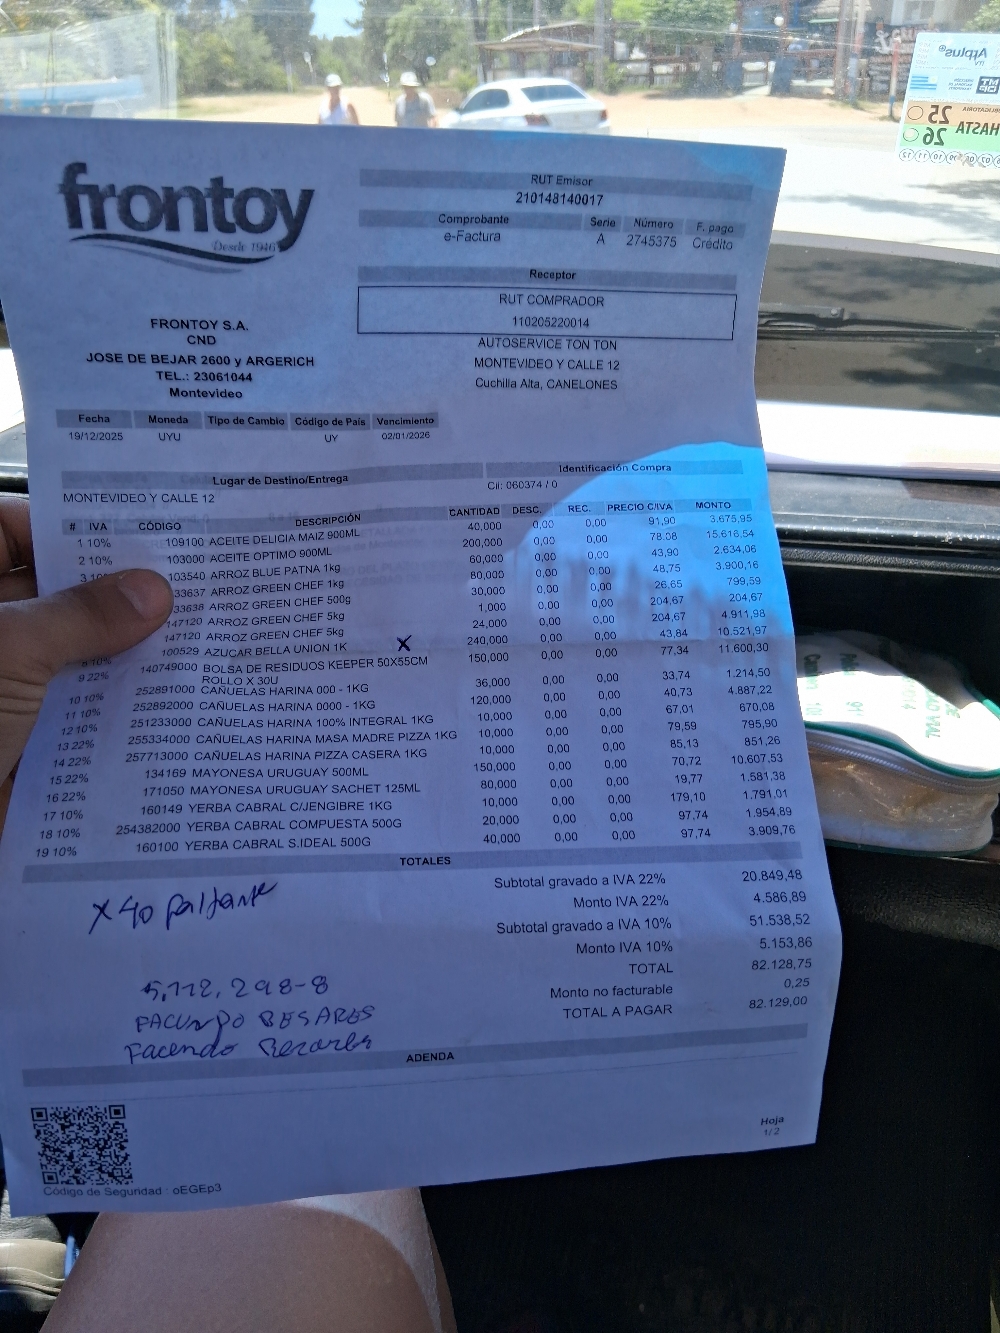 frontoy
Desde 1946
RUT Emisor
210148140017
Comprobante Serie Número F. pago
e-Factura A 2745375 Crédito
Receptor
RUT COMPRADOR
110205220014
AUTOSERVICE TON TON
MONTEVIDEO Y CALLE 12
Cuchilla Alta, CANELONES
FRONTOY S.A.
CND
JOSE DE BEJAR 2600 y ARGERICH
TEL.: 23061044
Montevideo
Fecha Moneda Tipo de Cambio Código de País Vencimiento
19/12/2025 UYU UY 02/01/2026
Lugar de Destino/Entrega Identificación Compra
MONTEVIDEO Y CALLE 12 Cli: 060374 / 0
# IVA CÓDIGO DESCRIPCIÓN CANTIDAD DESC. REC. PRECIO C/IVA MONTO
1 10% 109100 ACEITE DELICIA MAIZ 900ML 40,000 0,00 0,00 91,90 3.675,95
2 10% 103000 ACEITE OPTIMO 900ML 200,000 0,00 0,00 78,08 15.616,54
3 103540 ARROZ BLUE PATNA 1kg 60,000 0,00 0,00 43,90 2.634,06
33637 ARROZ GREEN CHEF 1kg 80,000 0,00 0,00 48,75 3.900,16
33638 ARROZ GREEN CHEF 500g 30,000 0,00 0,00 26,65 799,59
147120 ARROZ GREEN CHEF 5kg 1,000 0,00 0,00 204,67 204,67
147120 ARROZ GREEN CHEF 5kg 24,000 0,00 0,00 204,67 4.911,98
8 10% 100529 AZUCAR BELLA UNION 1K X 240,000 0,00 0,00 43,84 10.521,97
9 22% 140749000 BOLSA DE RESIDUOS KEEPER 50X55CM 150,000 0,00 0,00 77,34 11.600,30
ROLLO X 30U
10 10% 252891000 CAÑUELAS HARINA 000 - 1KG 36,000 0,00 0,00 33,74 1.214,50
11 10% 252892000 CAÑUELAS HARINA 0000 - 1KG 120,000 0,00 0,00 40,73 4.887,22
12 10% 251233000 CAÑUELAS HARINA 100% INTEGRAL 1KG 10,000 0,00 0,00 67,01 670,08
13 22% 255334000 CAÑUELAS HARINA MASA MADRE PIZZA 1KG 10,000 0,00 0,00 79,59 795,90
14 22% 257713000 CAÑUELAS HARINA PIZZA CASERA 1KG 10,000 0,00 0,00 85,13 851,26
15 22% 134169 MAYONESA URUGUAY 500ML 150,000 0,00 0,00 70,72 10.607,53
16 22% 171050 MAYONESA URUGUAY SACHET 125ML 80,000 0,00 0,00 19,77 1.581,38
17 10% 160149 YERBA CABRAL C/JENGIBRE 1KG 10,000 0,00 0,00 179,10 1.791,01
18 10% 254382000 YERBA CABRAL COMPUESTA 500G 20,000 0,00 0,00 97,74 1.954,89
19 10% 160100 YERBA CABRAL S.IDEAL 500G 40,000 0,00 0,00 97,74 3.909,76
TOTALES
Subtotal gravado a IVA 22% 20.849,48
Monto IVA 22% 4.586,89
Subtotal gravado a IVA 10% 51.538,52
Monto IVA 10% 5.153,86
TOTAL 82.128,75
Monto no facturable 0,25
TOTAL A PAGAR 82.129,00
X 40 faltante
5,112,298-8
FACUNDO BESARES
Facundo
ADENDA
Hoja
1/2
Código de Seguridad : oEGEp3
Arplus
25
HASTA
26